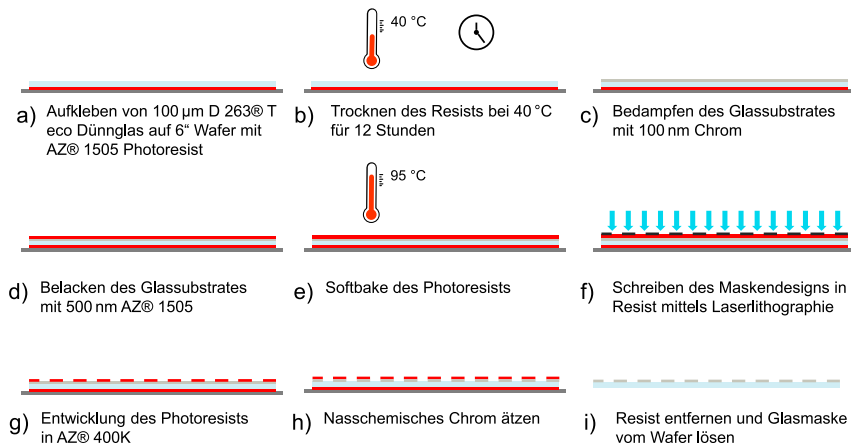 40 °C
a) Aufkleben von 100 µm D 263® T
eco Dünnglas auf 6“ Wafer mit
AZ® 1505 Photoresist
b) Trocknen des Resists bei 40 °C
für 12 Stunden
c) Bedampfen des Glassubstrates
mit 100 nm Chrom
95 °C
d) Belacken des Glassubstrates
mit 500 nm AZ® 1505
e) Softbake des Photoresists
f) Schreiben des Maskendesigns in
Resist mittels Laserlithographie
g) Entwicklung des Photoresists
in AZ® 400K
h) Nasschemisches Chrom ätzen
i) Resist entfernen und Glasmaske
vom Wafer lösen